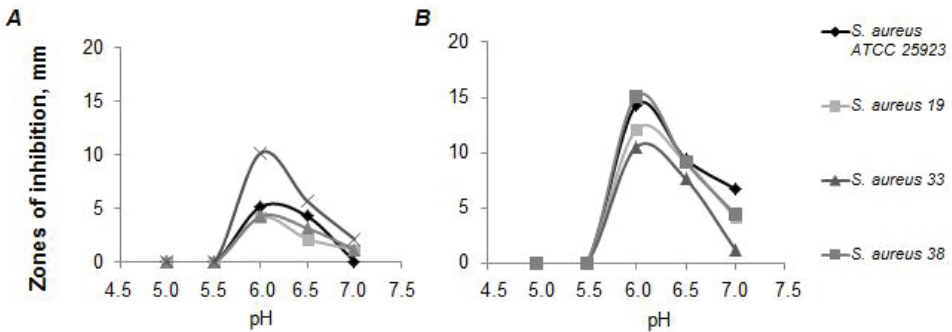 A
B
Zones of inhibition, mm
20
15
10
5
0
4.5 5.0 5.5 6.0 6.5 7.0 7.5
pH
20
15
10
5
0
4.5 5.0 5.5 6.0 6.5 7.0 7.5
pH
S. aureus
ATCC 25923
S. aureus 19
S. aureus 33
S. aureus 38